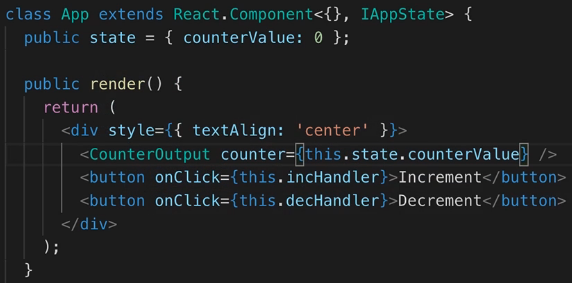 class App extends React.Component<{}, IAppState> {
public state = { counterValue: 0 };
public render() {
return (
<div style={{ textAlign: 'center' }}>
<CounterOutput counter={this.state.counterValue} />
<button onClick={this.incHandler}>Increment</button>
<button onClick={this.decHandler}>Decrement</button>
</div>
);
}